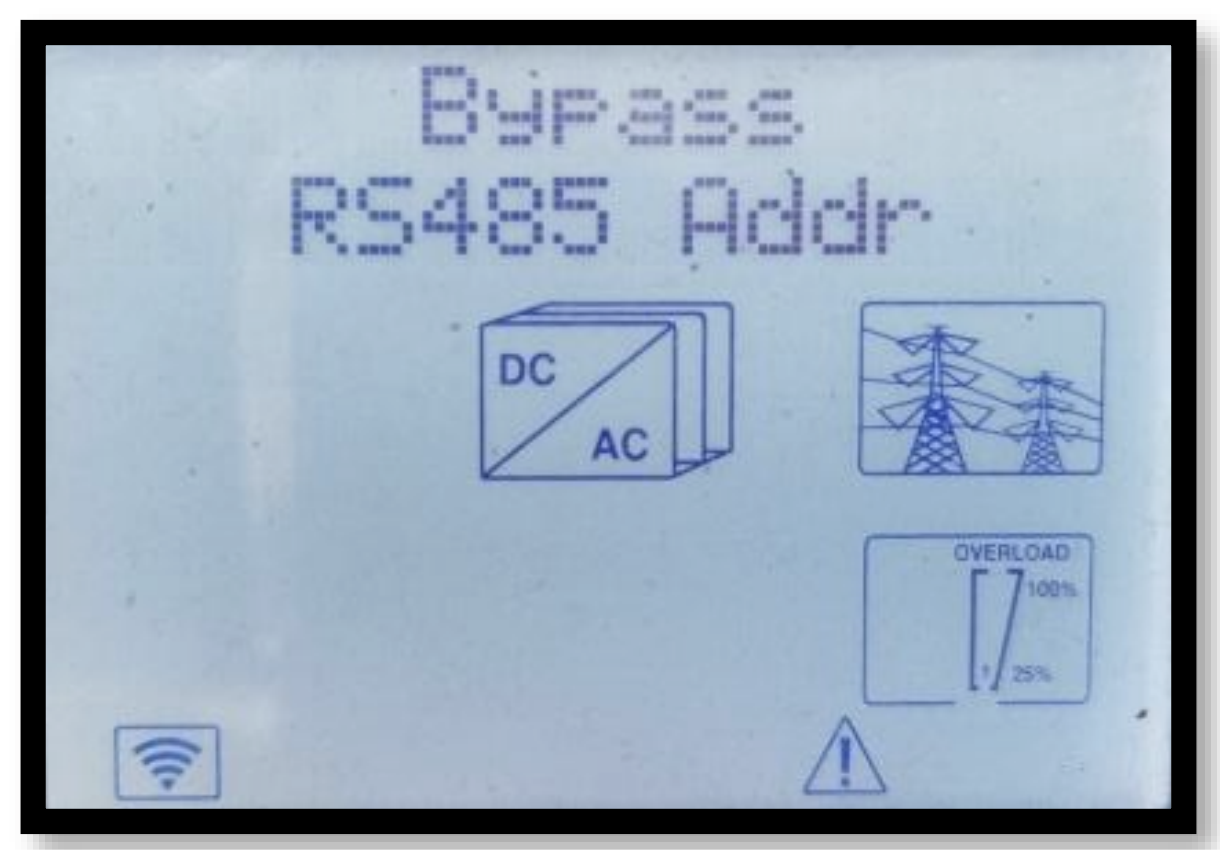 Bypass
RS485 Addr
DC
AC
OVERLOAD
100%
25%